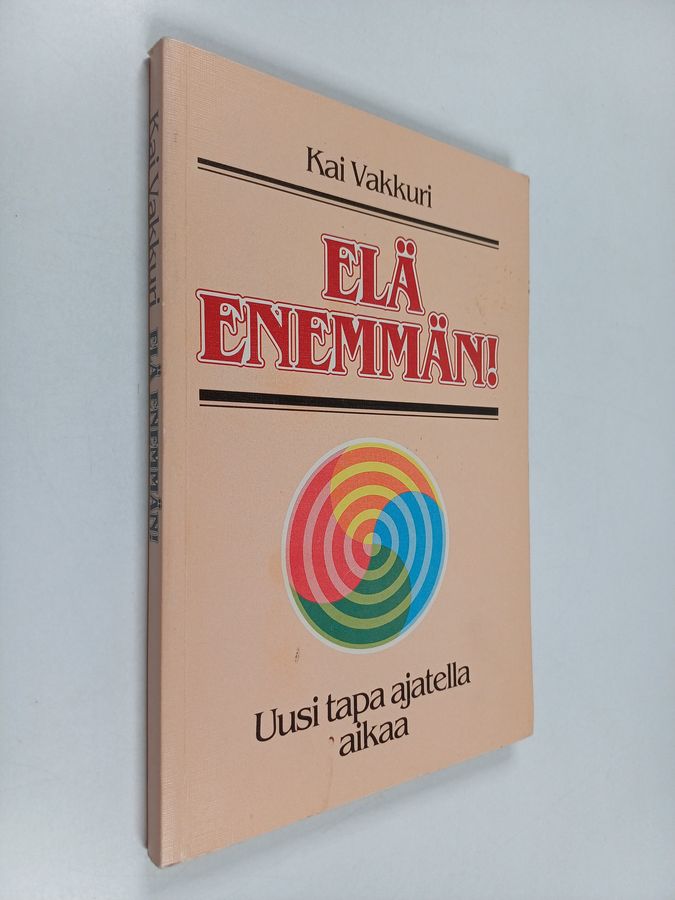 Kai Vakkuri
ELÄ
ENEMMÄN!
Uusi tapa ajatella
aikaa
Kai Vakkuri ELÄ ENEMMÄN!